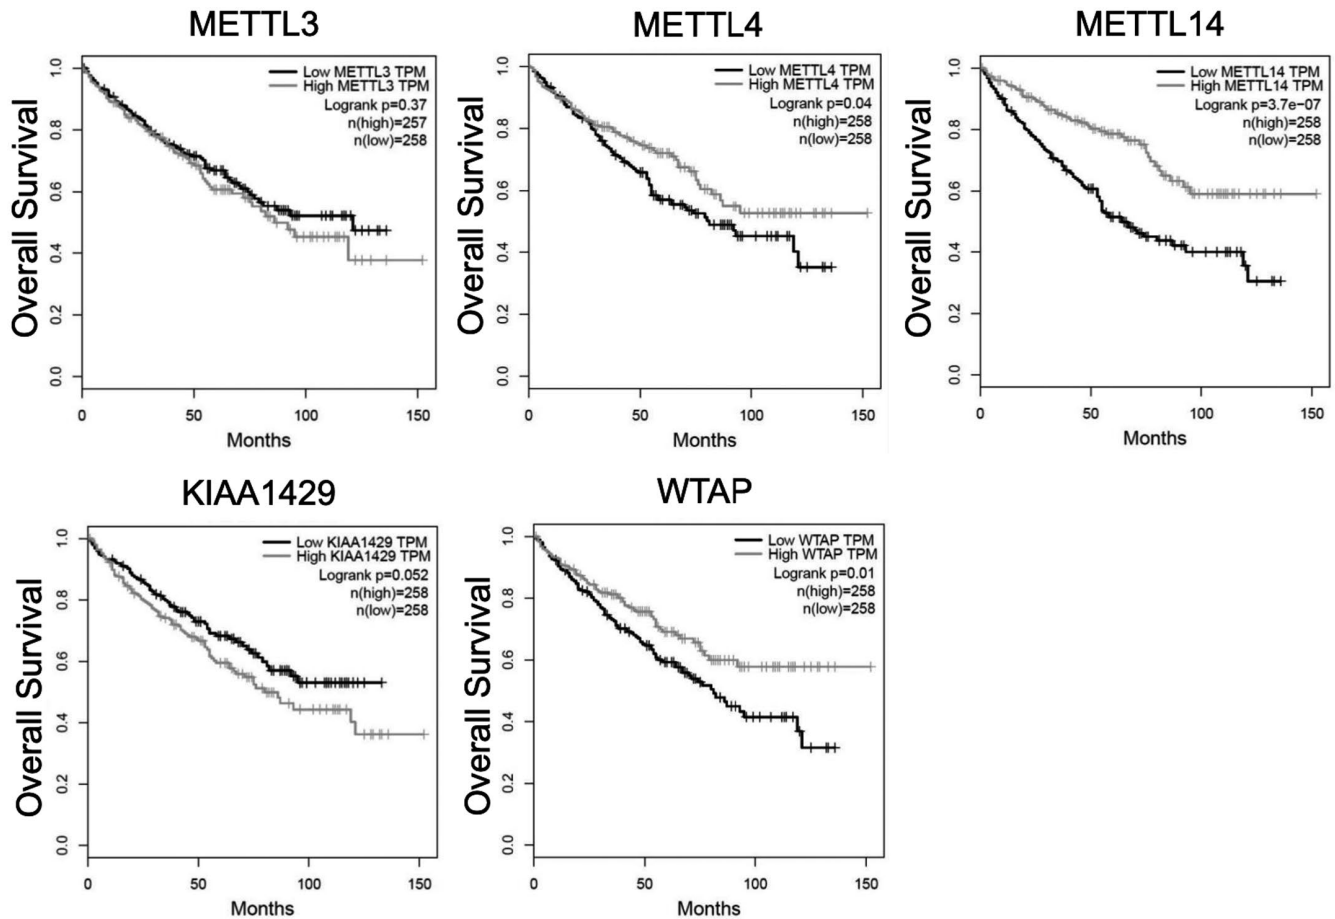 METTL3
Low METTL3 TPM
High METTL3 TPM
Logrank p=0.37
n(high)=257
n(low)=258
Overall Survival
1.0
0.8
0.6
0.4
0.2
0.0
0 50 100 150
Months
METTL4
Low METTL4 TPM
High METTL4 TPM
Logrank p=0.04
n(high)=258
n(low)=258
Overall Survival
1.0
0.8
0.6
0.4
0.2
0.0
0 50 100 150
Months
METTL14
Low METTL14 TPM
High METTL14 TPM
Logrank p=3.7e-07
n(high)=258
n(low)=258
Overall Survival
1.0
0.8
0.6
0.4
0.2
0.0
0 50 100 150
Months
KIAA1429
Low KIAA1429 TPM
High KIAA1429 TPM
Logrank p=0.052
n(high)=258
n(low)=258
Overall Survival
1.0
0.8
0.6
0.4
0.2
0.0
0 50 100 150
Months
WTAP
Low WTAP TPM
High WTAP TPM
Logrank p=0.01
n(high)=258
n(low)=258
Overall Survival
1.0
0.8
0.6
0.4
0.2
0.0
0 50 100 150
Months